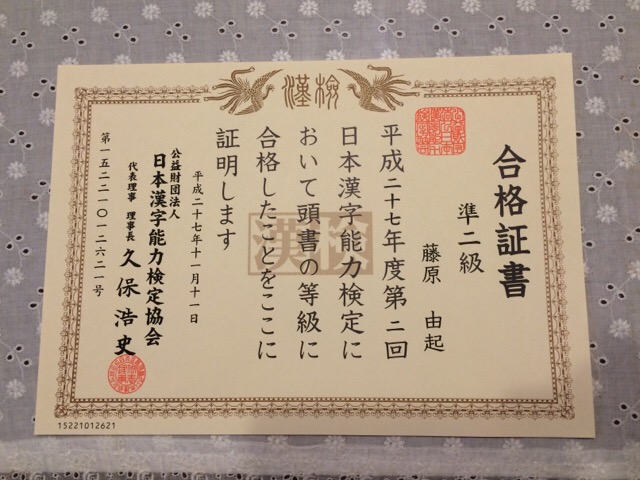 漢検
合格証書
準二級
藤原 由起
平成二十七年度第二回
日本漢字能力検定に
おいて頭書の等級に
合格したことをここに
証明します
漢検
平成二十七年十一月十一日
公益財団法人
日本漢字能力検定協会
代表理事 理事長 久保浩史
第一五二二一〇一二六二一号
15221012621